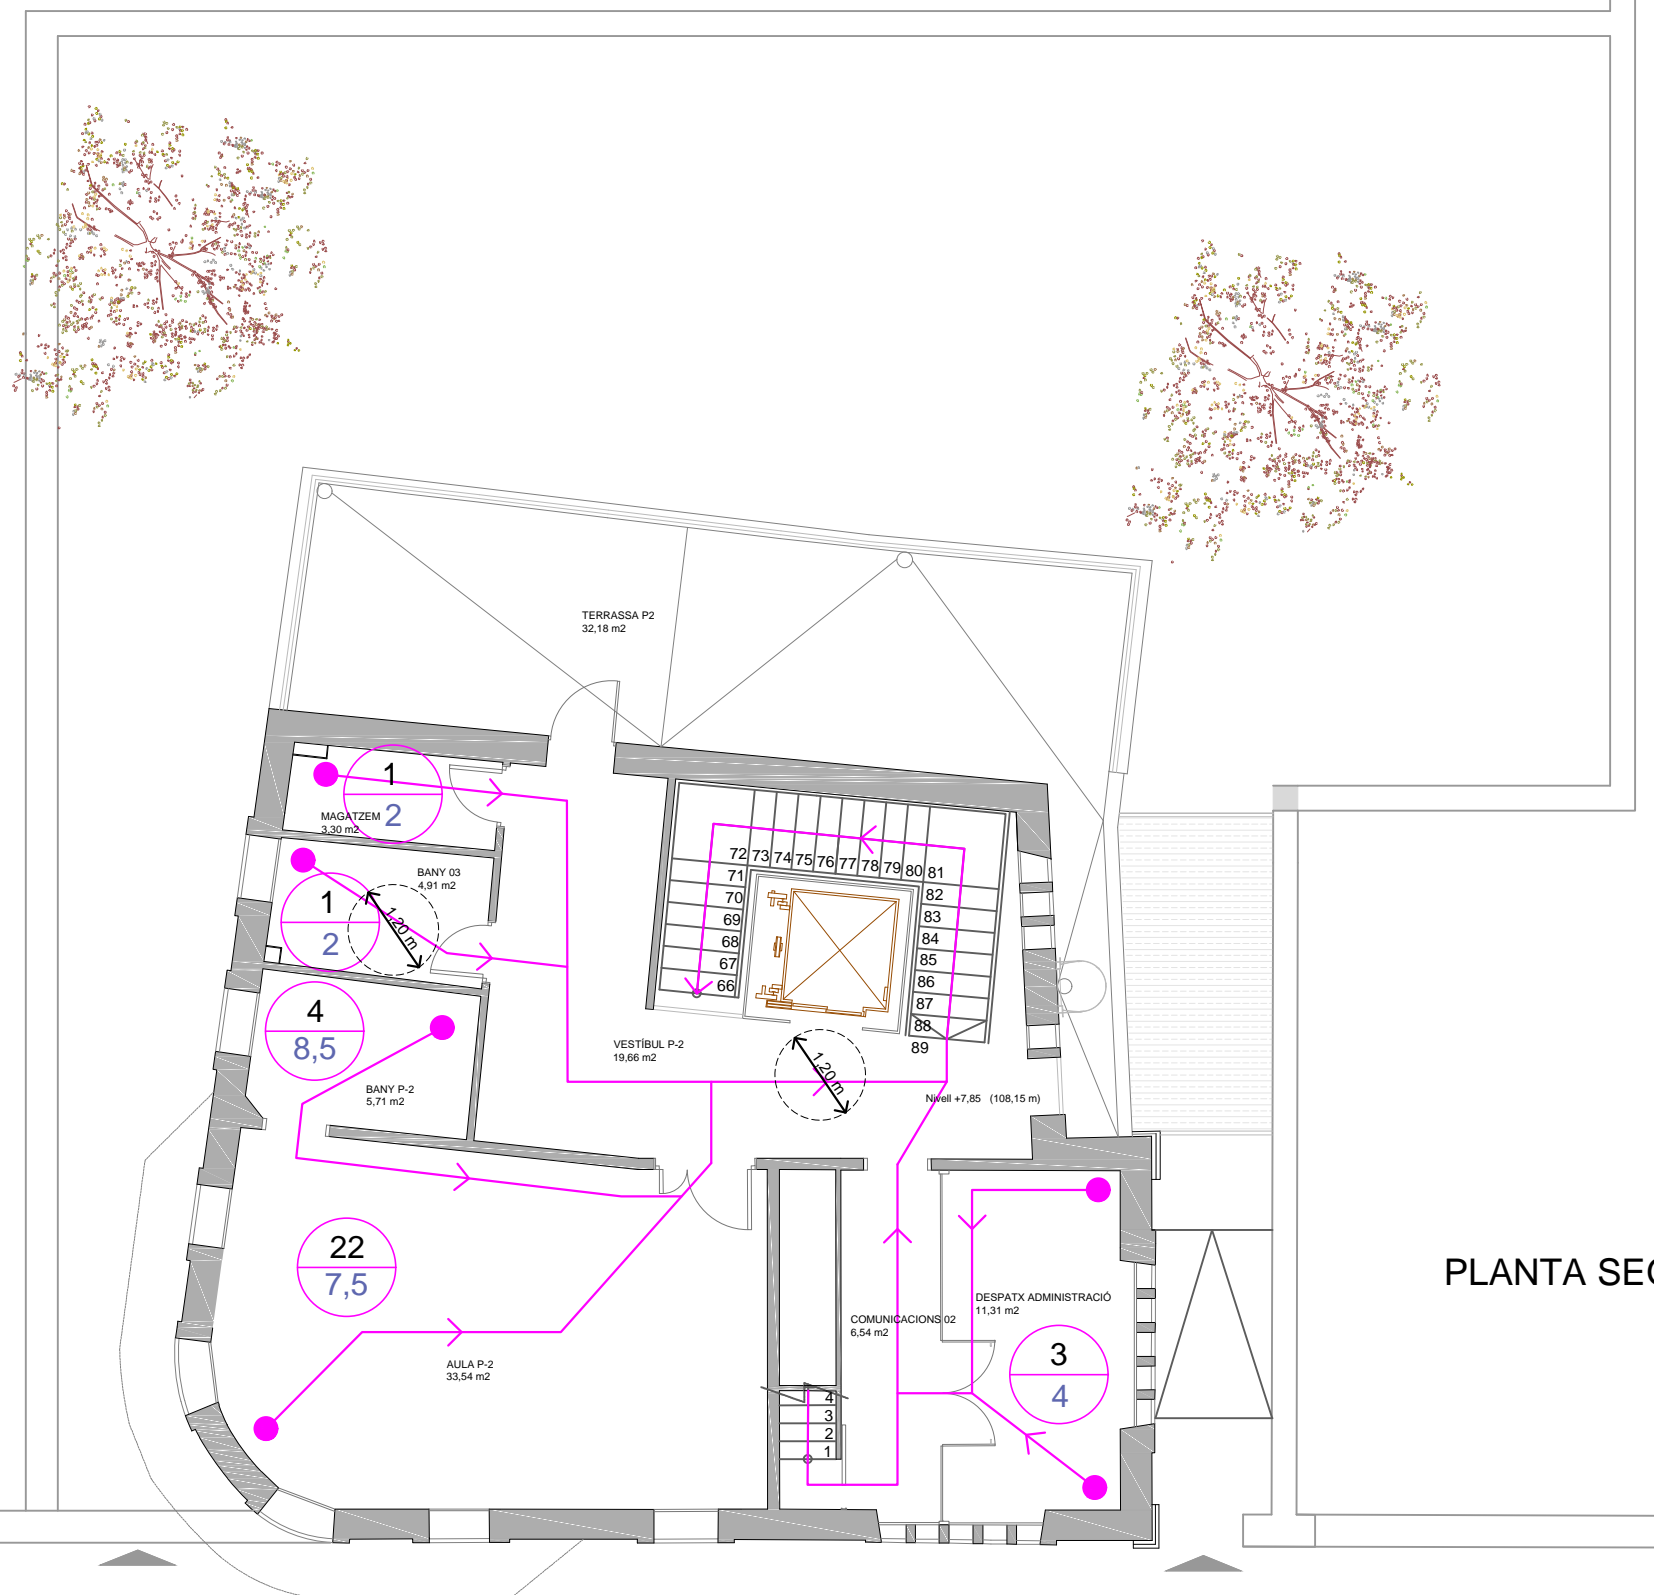 TERRASSA P2
32,18 m2
1
2
MAGATZEM
3,30 m2
72
73
74
75
76
77
78
79
80
81
71
70
69
68
67
66
82
83
84
85
86
87
88
89
BANY 03
4,91 m2
1
2
1,20 m
4
8,5
BANY P-2
5,71 m2
VESTÍBUL P-2
19,66 m2
1,20 m
Nivell +7,85 (108,15 m)
22
7,5
AULA P-2
33,54 m2
DESPATX ADMINISTRACIÓ
11,31 m2
COMUNICACIONS 02
6,54 m2
3
4
4
3
2
1
PLANTA SEG